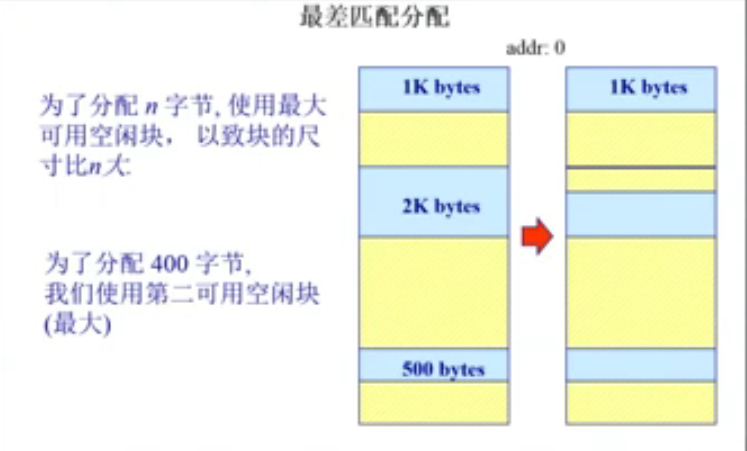 最差匹配分配
addr: 0
为了分配 n 字节, 使用最大
可用空闲块， 以致块的尺
寸比n大:
为了分配 400 字节,
我们使用第二可用空闲块
(最大)
1K bytes
2K bytes
500 bytes
1K bytes